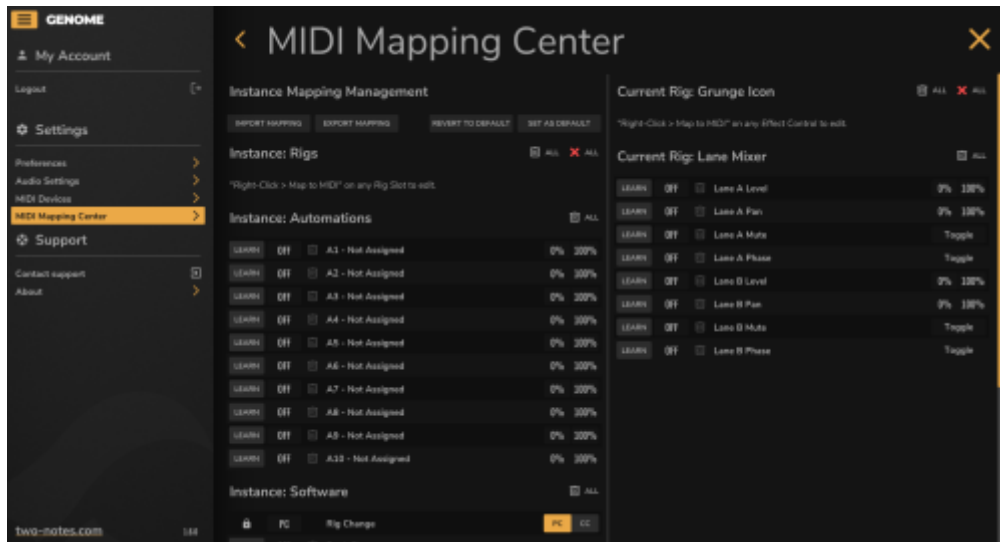 GENOME
My Account
Logout
Settings
Preferences
Audio Settings
MIDI Devices
MIDI Mapping Center
Support
Contact support
About
two-notes.com
MIDI Mapping Center
Instance Mapping Management
IMPORT MAPPING EXPORT MAPPING REVERT TO DEFAULT SET AS DEFAULT
Instance: Rigs ALL ALL
"Right-Click > Map to MIDI" on any Rig Slot to edit.
Instance: Automations ALL
LEARN OFF A1 - Not Assigned 0% 100%
LEARN OFF A2 - Not Assigned 0% 100%
LEARN OFF A3 - Not Assigned 0% 100%
LEARN OFF A4 - Not Assigned 0% 100%
LEARN OFF A5 - Not Assigned 0% 100%
LEARN OFF A6 - Not Assigned 0% 100%
LEARN OFF A7 - Not Assigned 0% 100%
LEARN OFF A8 - Not Assigned 0% 100%
LEARN OFF A9 - Not Assigned 0% 100%
LEARN OFF A10 - Not Assigned 0% 100%
Instance: Software ALL
PC Rig Change PC CC
Current Rig: Grunge Icon ALL ALL
"Right-Click > Map to MIDI" on any Effect Control to edit.
Current Rig: Lane Mixer ALL
LEARN OFF Lane A Level 0% 100%
LEARN OFF Lane A Pan 0% 100%
LEARN OFF Lane A Mute Toggle
LEARN OFF Lane A Phase Toggle
LEARN OFF Lane B Level 0% 100%
LEARN OFF Lane B Pan 0% 100%
LEARN OFF Lane B Mute Toggle
LEARN OFF Lane B Phase Toggle